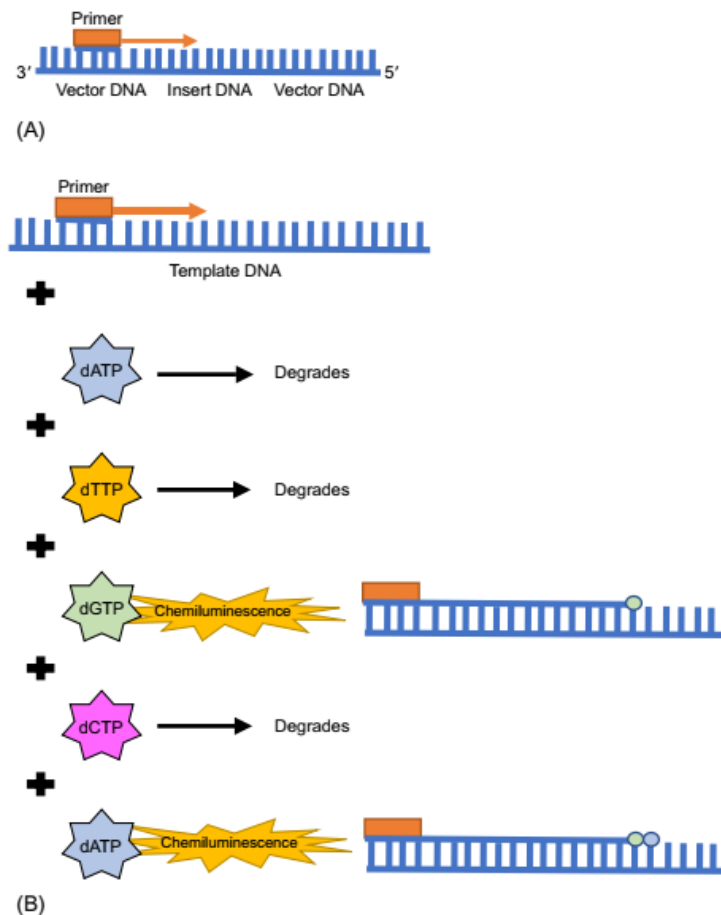 Primer
3′ 5′
Vector DNA Insert DNA Vector DNA
(A)
Primer
Template DNA
dATP Degrades
dTTP Degrades
dGTP Chemiluminescence
dCTP Degrades
dATP Chemiluminescence
(B)